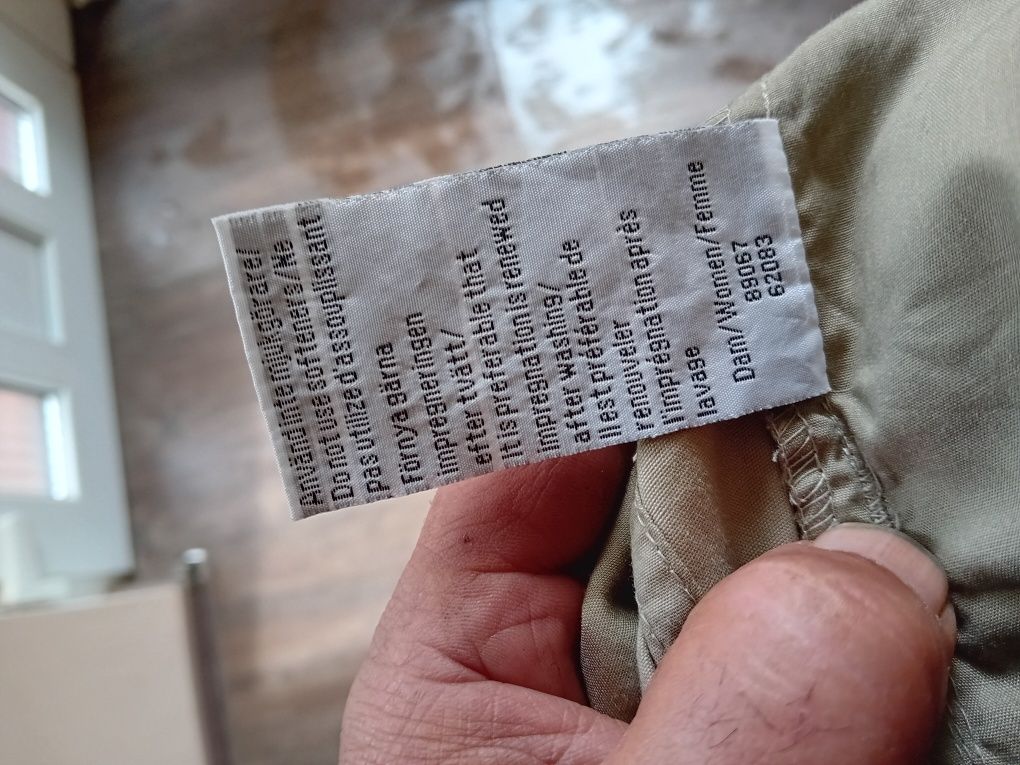 Använd inte mjukgörare/
Do not use softener/Ne
pas utilized'assouplissant
Förnya gärna
impregneringen
efter tvätt/
It is preferable that
impregnation is renewed
after washing/
Il est préférable de
renouveler
l'impregnation après
lavage
Dam/Women/Femme
89067
62083